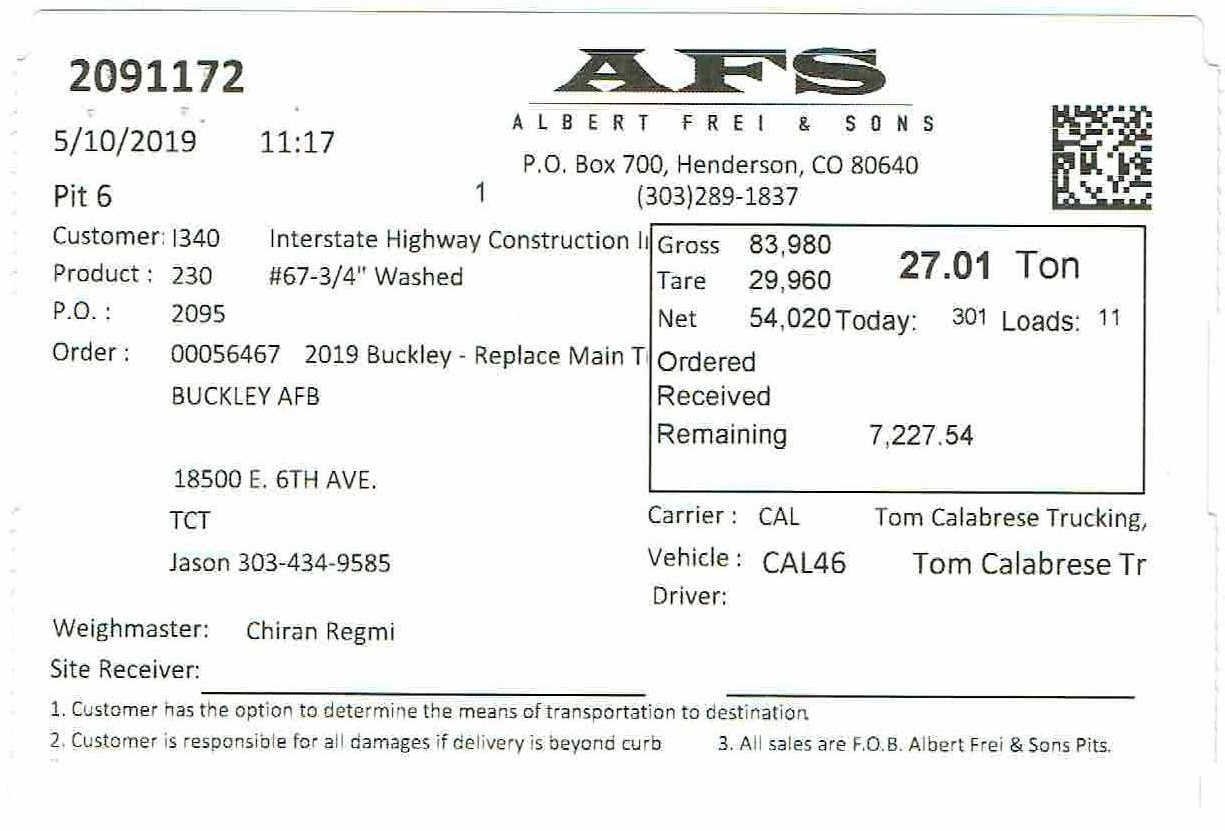 2091172
AFS
ALBERT FREI & SONS
5/10/2019 11:17
P.O. Box 700, Henderson, CO 80640
Pit 6 1 (303)289-1837
Customer: I340 Interstate Highway Construction
Product : 230 #67-3/4" Washed
P.O. : 2095
Order : 00056467 2019 Buckley - Replace Main T
BUCKLEY AFB
18500 E. 6TH AVE.
TCT
Jason 303-434-9585
Gross 83,980 27.01 Ton
Tare 29,960
Net 54,020 Today: 301 Loads: 11
Ordered
Received
Remaining 7,227.54
Carrier : CAL Tom Calabrese Trucking,
Vehicle : CAL46 Tom Calabrese Tr
Driver:
Weighmaster: Chiran Regmi
Site Receiver:
1. Customer has the option to determine the means of transportation to destination
2. Customer is responsible for all damages if delivery is beyond curb 3. All sales are F.O.B. Albert Frei & Sons Pits.